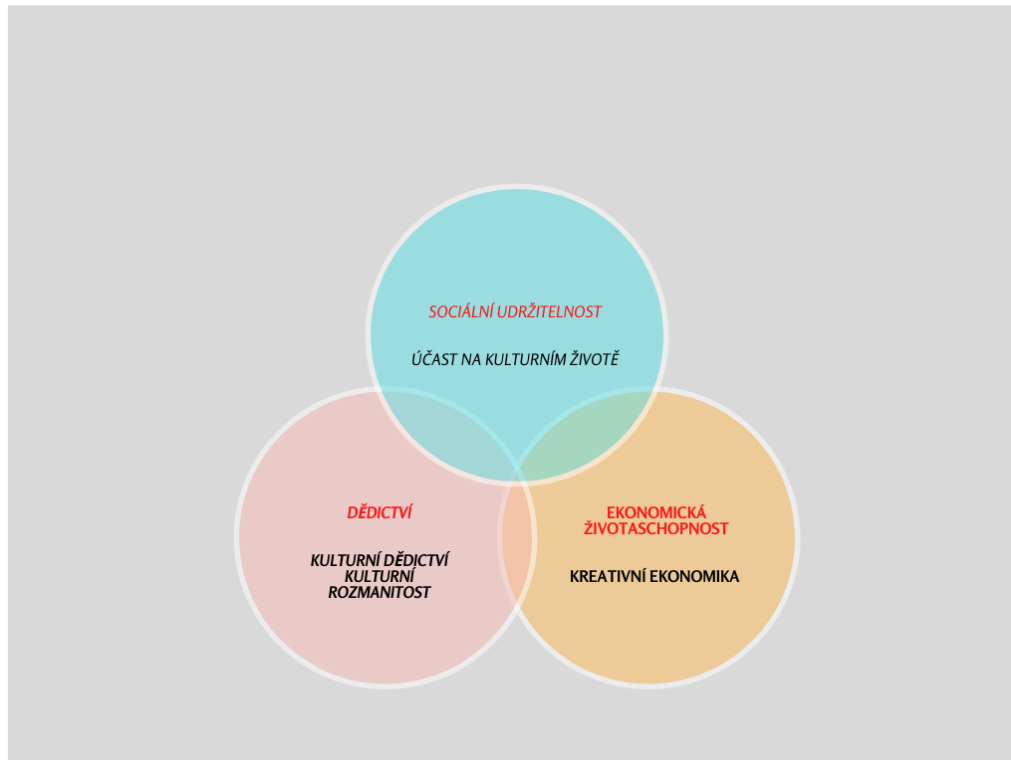 SOCIÁLNÍ UDRŽITELNOST
ÚČAST NA KULTURNÍM ŽIVOTĚ
DĚDICTVÍ
KULTURNÍ DĚDICTVÍ
KULTURNÍ
ROZMANITOST
EKONOMICKÁ
ŽIVOTASCHOPNOST
KREATIVNÍ EKONOMIKA